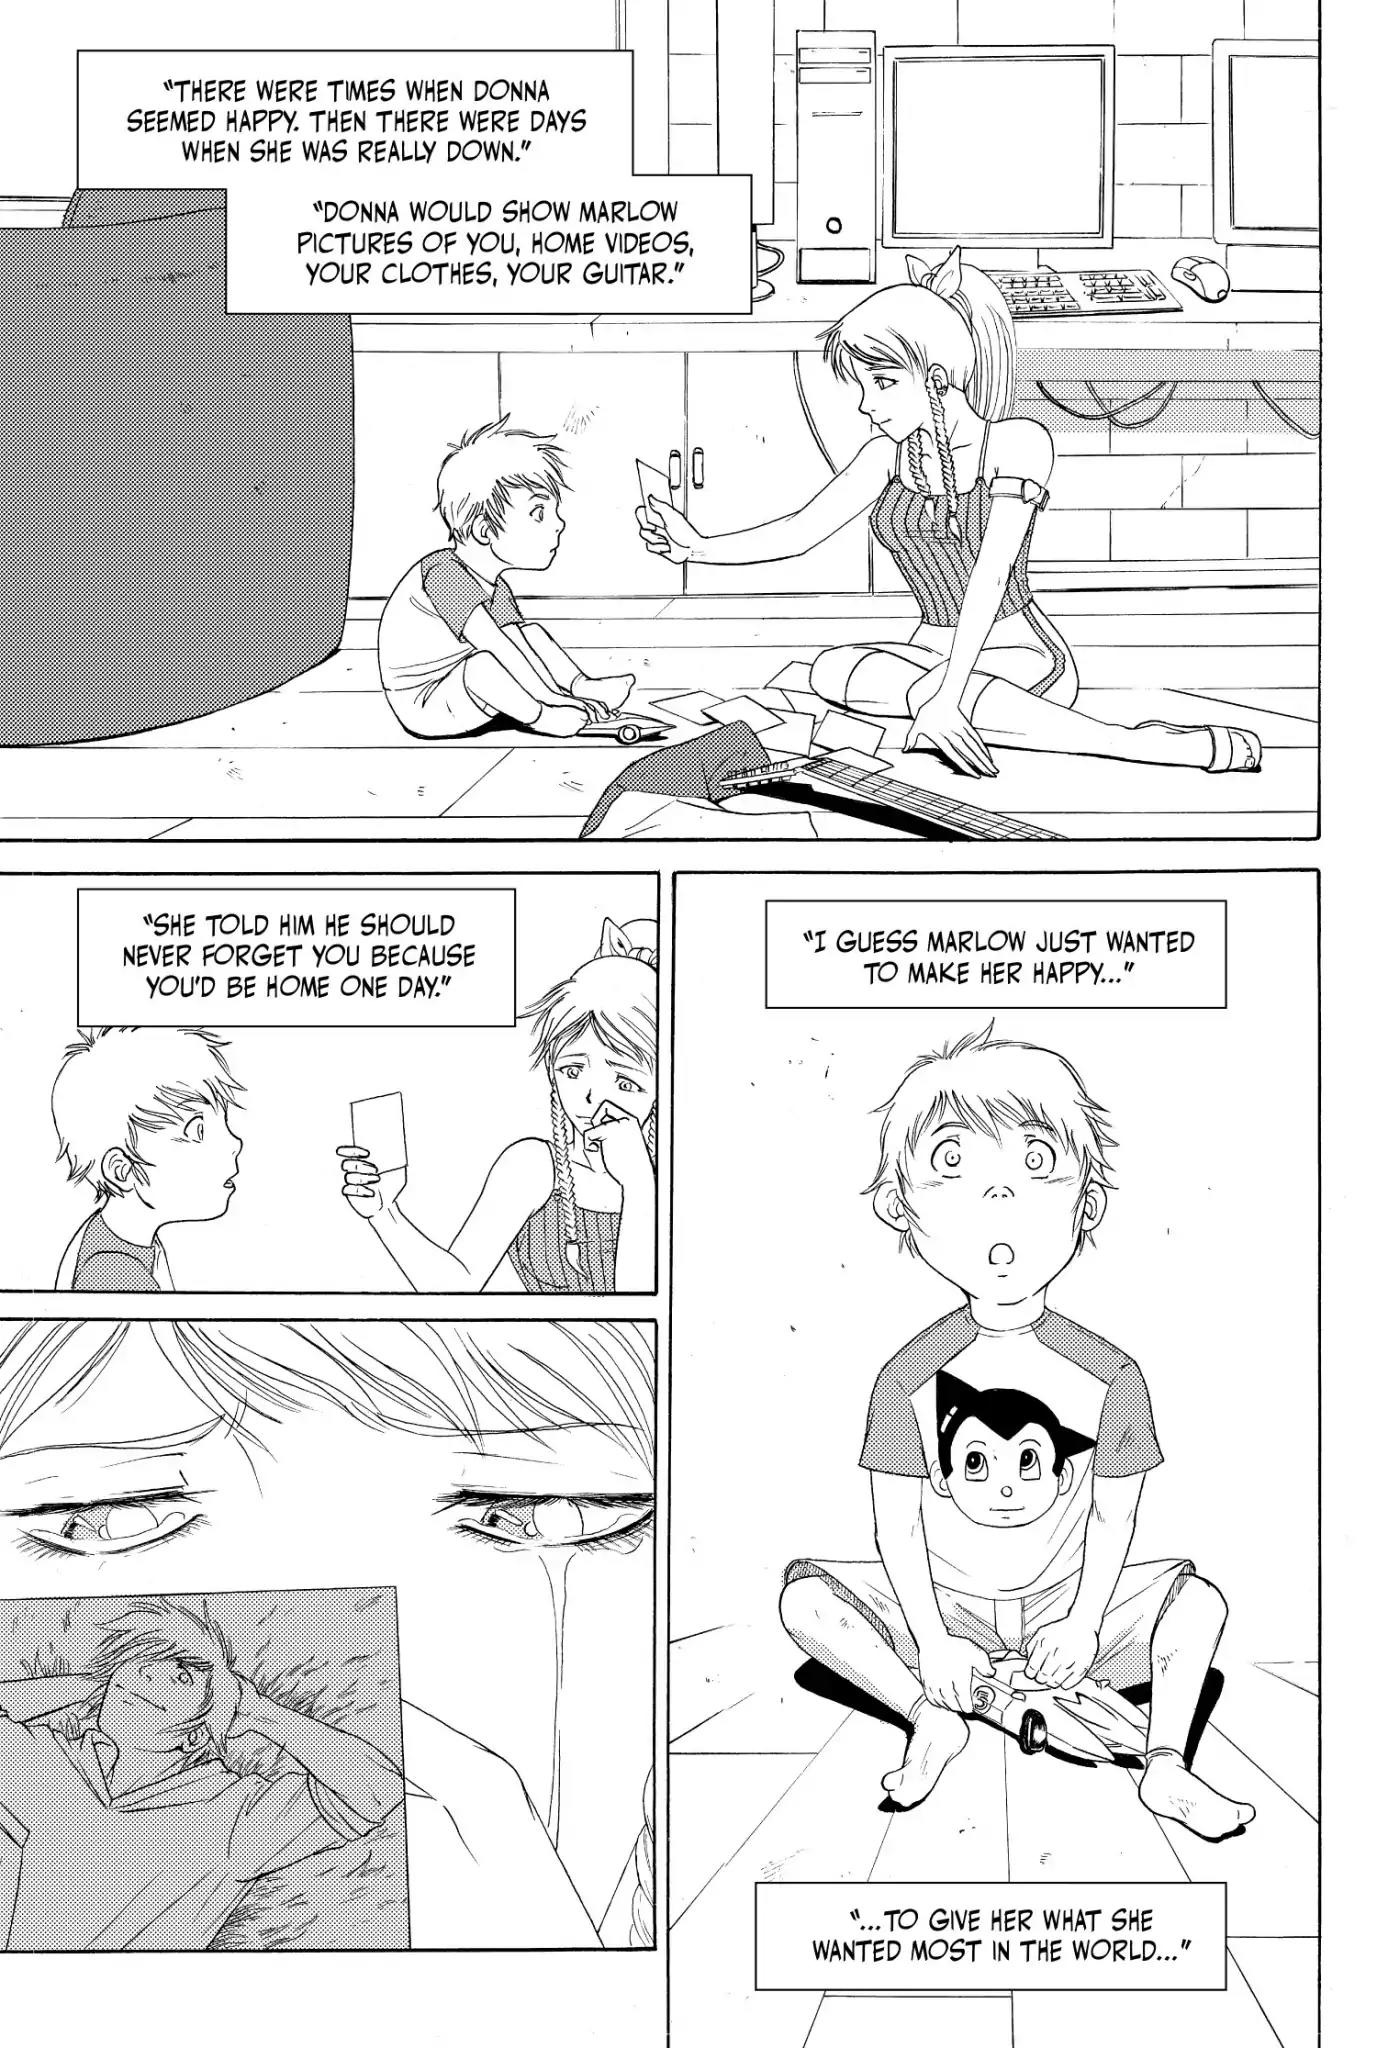 "THERE WERE TIMES WHEN DONNA
SEEMED HAPPY. THEN THERE WERE DAYS
WHEN SHE WAS REALLY DOWN."
"DONNA WOULD SHOW MARLOW
PICTURES OF YOU, HOME VIDEOS,
YOUR CLOTHES, YOUR GUITAR."
"SHE TOLD HIM HE SHOULD
NEVER FORGET YOU BECAUSE
YOU'D BE HOME ONE DAY."
"I GUESS MARLOW JUST WANTED
TO MAKE HER HAPPY..."
5
"...TO GIVE HER WHAT SHE
WANTED MOST IN THE WORLD..."